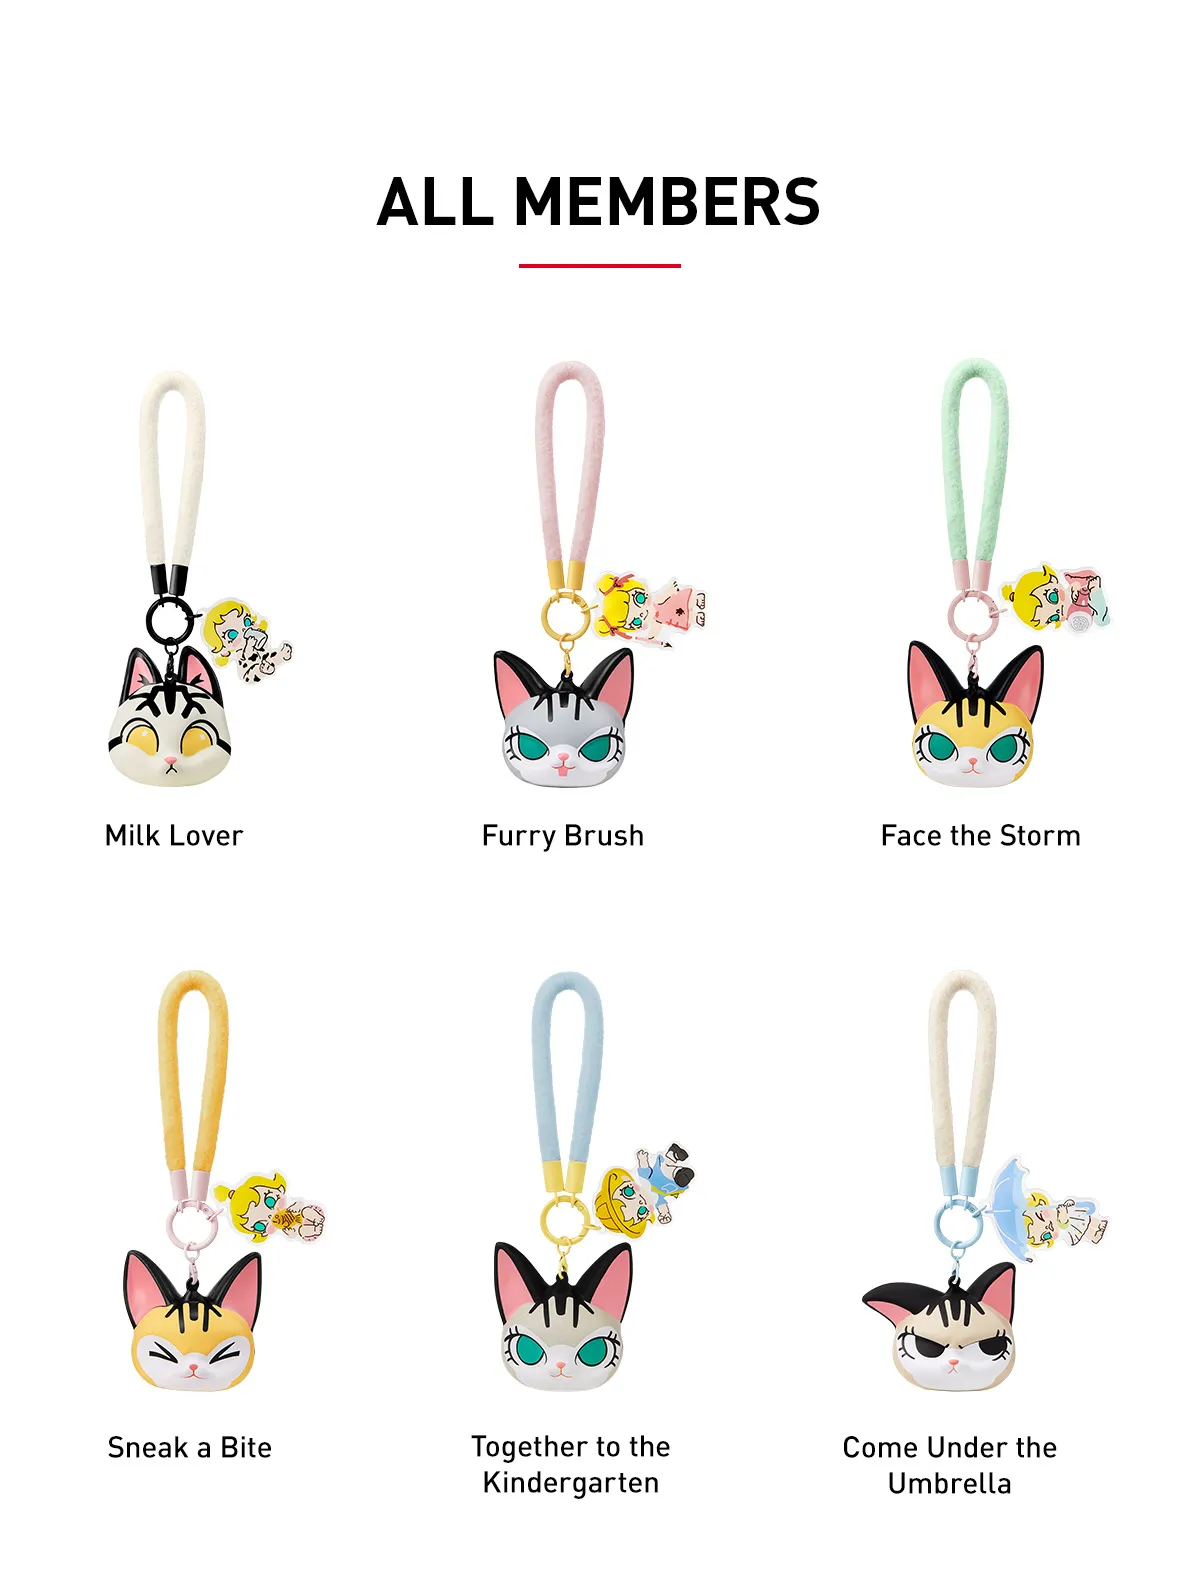 ALL MEMBERS
Milk Lover
Furry Brush
Face the Storm
Sneak a Bite
Together to the
Kindergarten
Come Under the
Umbrella